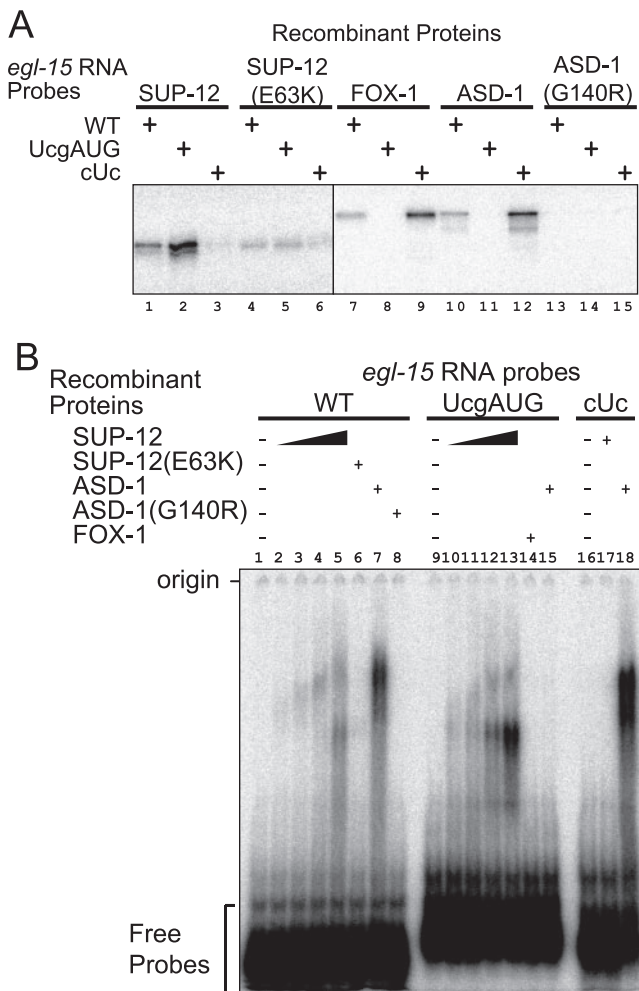 A
Recombinant Proteins
egl-15 RNA Probes
SUP-12
SUP-12 (E63K)
FOX-1
ASD-1
ASD-1 (G140R)
WT + + + + +
UcgAUG + + + + +
cUc + + + + +
1 2 3 4 5 6 7 8 9 10 11 12 13 14 15
B
Recombinant Proteins
egl-15 RNA probes
WT
UcgAUG
cUc
SUP-12 – – – +
SUP-12(E63K) – + – –
ASD-1 – + – + – +
ASD-1(G140R) – + – –
FOX-1 – – + –
1 2 3 4 5 6 7 8 9 10 11 12 13 14 15 16 17 18
origin
Free Probes